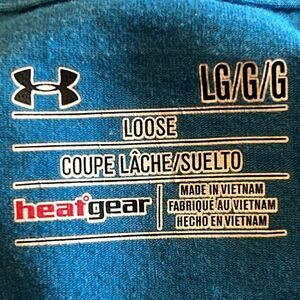 LG/G/G
LOOSE
COUPE LÂCHE/SUELTO
heatgear
MADE IN VIETNAM
FABRIQUÉ AU VIETNAM
HECHO EN VIETNAM